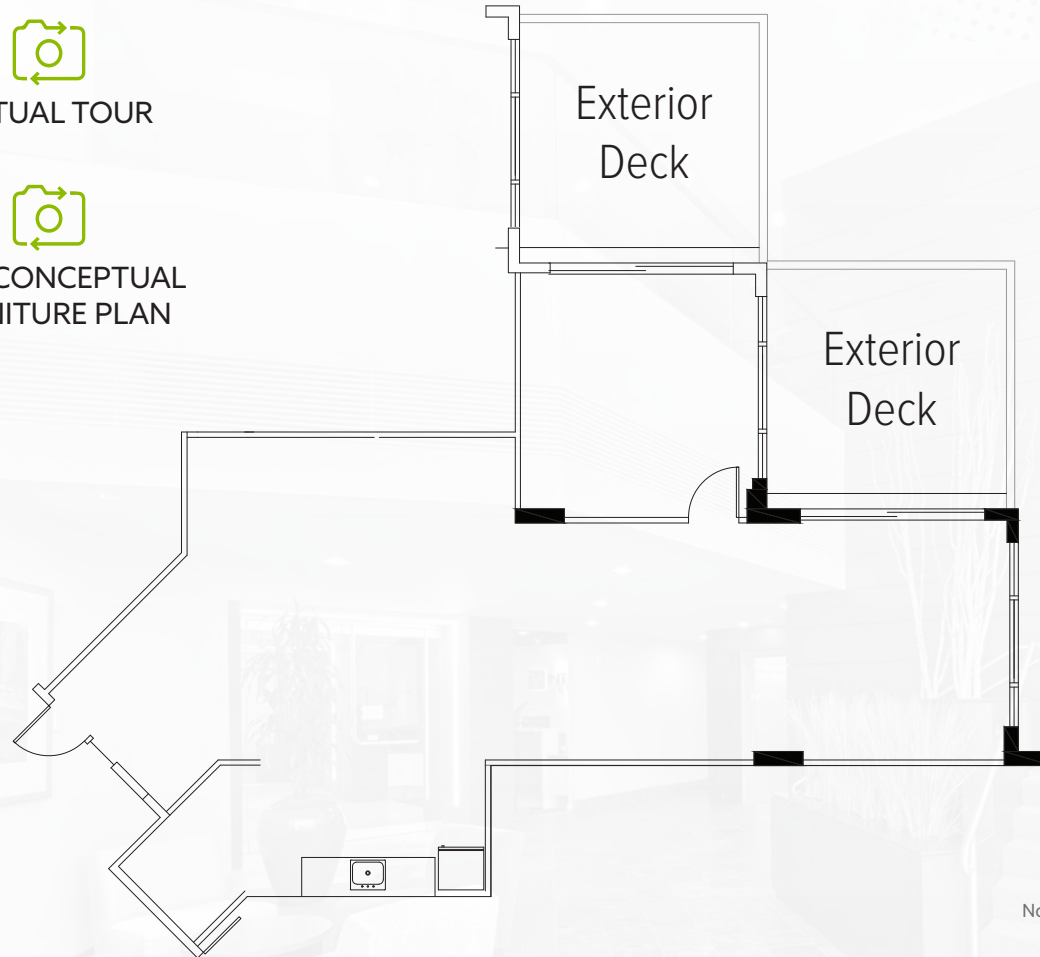 TUAL TOUR
CONCEPTUAL
NITURE PLAN
Exterior
Deck
Exterior
Deck